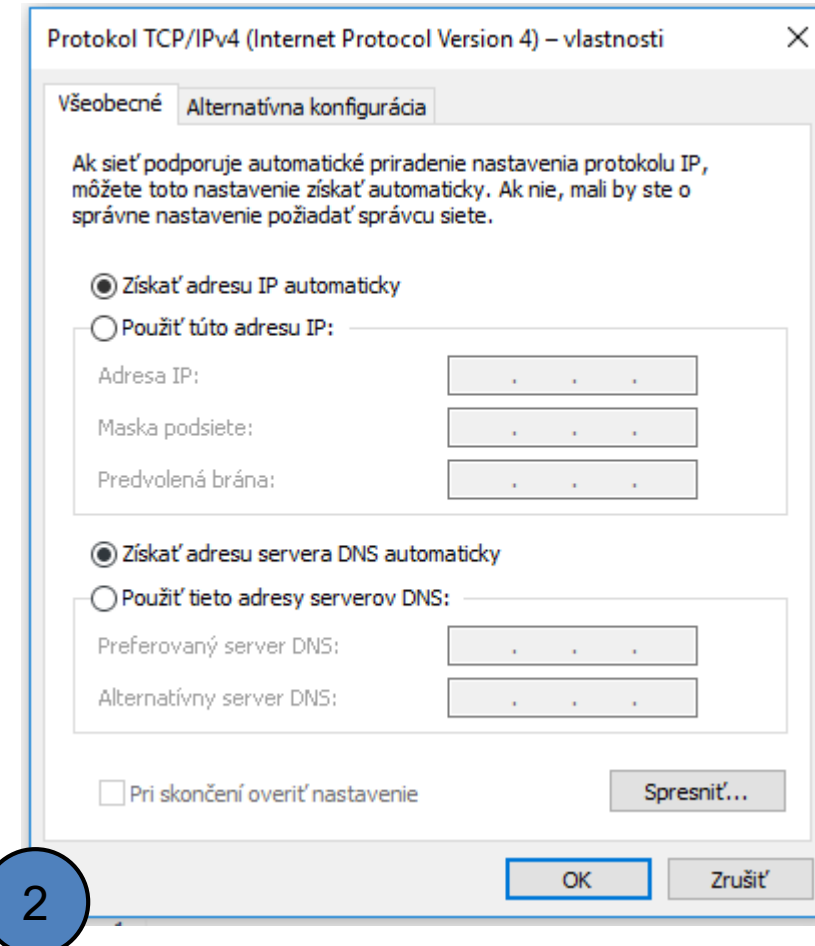 Protokol TCP/IPv4 (Internet Protocol Version 4) – vlastnosti
Všeobecné
Alternatívna konfigurácia
Ak sieť podporuje automatické priradenie nastavenia protokolu IP,
môžete toto nastavenie získať automaticky. Ak nie, mali by ste o
správne nastavenie požiadať správcu siete.
Získať adresu IP automaticky
Použiť túto adresu IP:
Adresa IP:
Maska podsiete:
Predvolená brána:
Získať adresu servera DNS automaticky
Použiť tieto adresy serverov DNS:
Preferovaný server DNS:
Alternatívny server DNS:
Pri skončení overiť nastavenie
Spresniť...
OK
Zrušiť
2